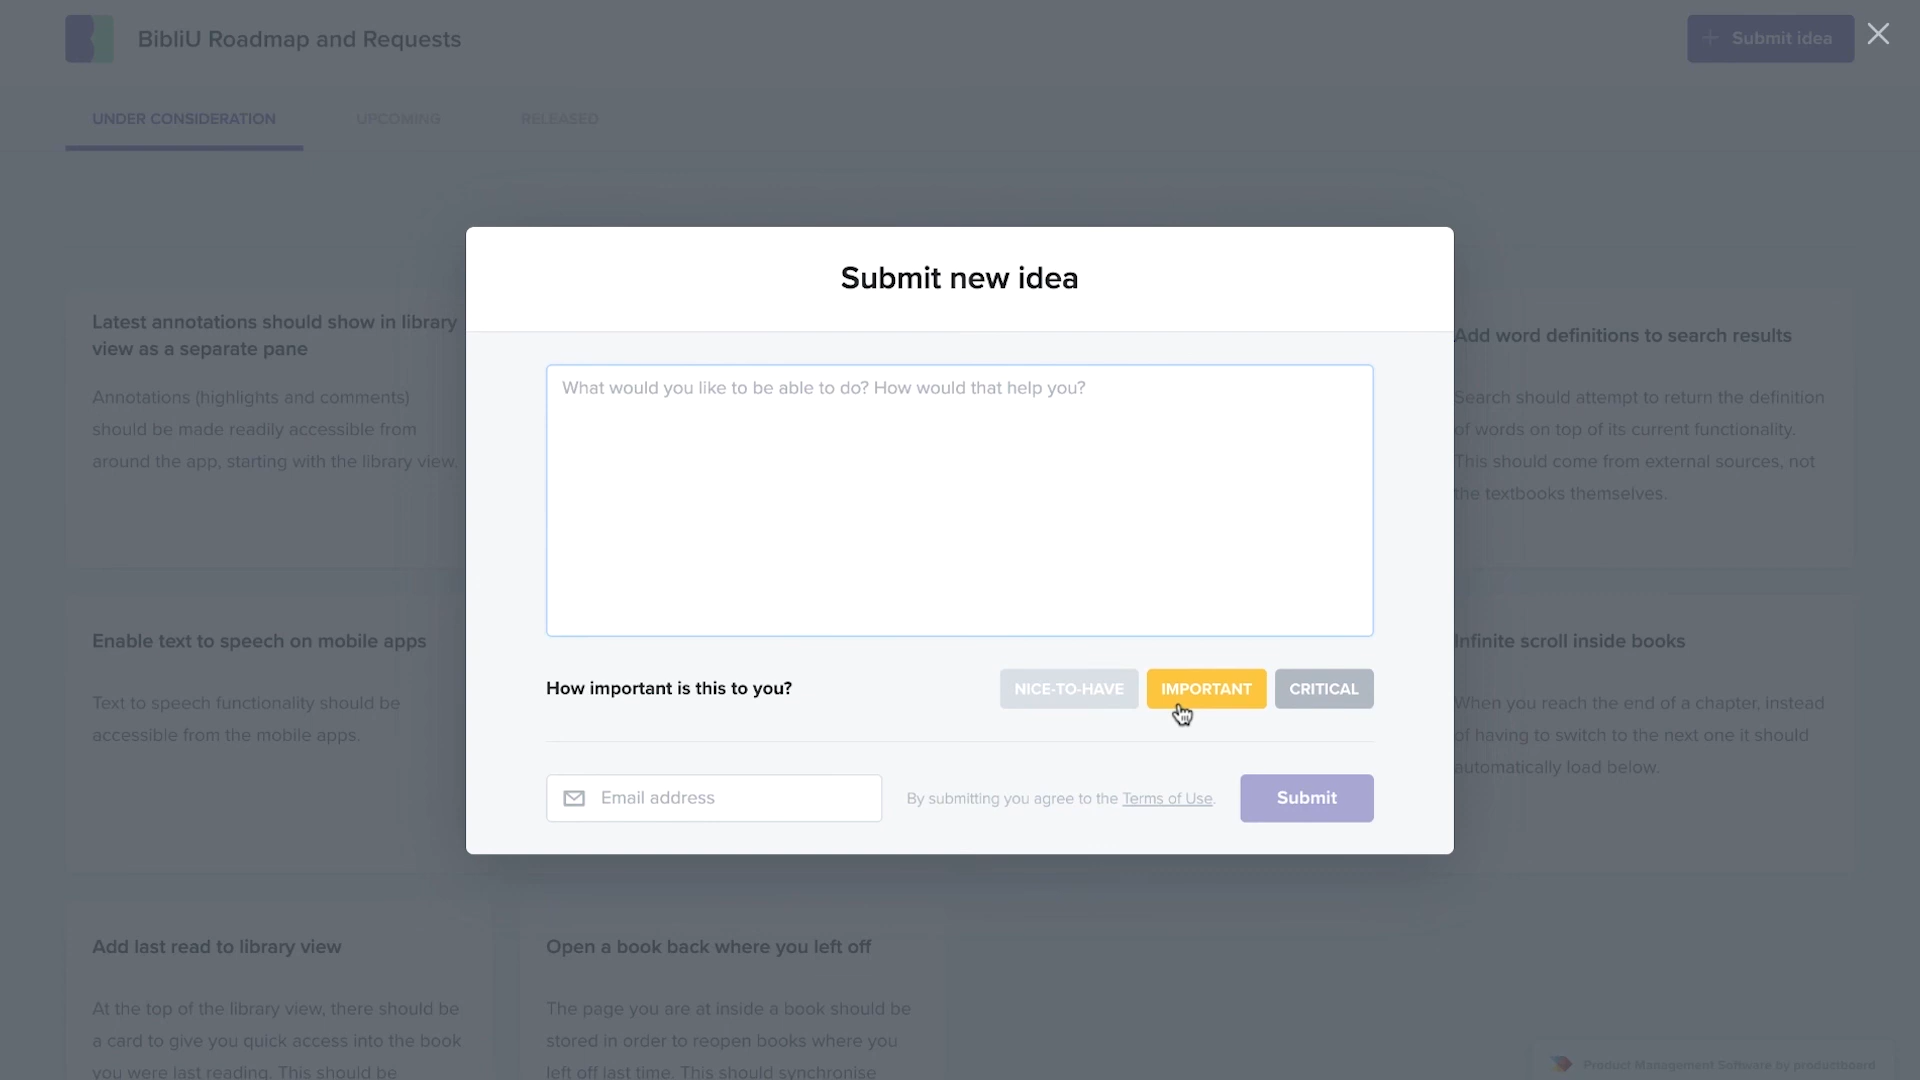 BibliU Roadmap and Requests
+ Submit idea
UNDER CONSIDERATION
UPCOMING
RELEASED
Submit new idea
What would you like to be able to do? How would that help you?
How important is this to you?
NICE-TO-HAVE
IMPORTANT
CRITICAL
Email address
By submitting you agree to the Terms of Use.
Submit
Latest annotations should show in library
view as a separate pane
Annotations (highlights and comments)
should be made readily accessible from
around the app, starting with the library view.
Add word definitions to search results
Search should attempt to return the definition
of words on top of its current functionality.
This should come from external sources, not
the textbooks themselves.
Enable text to speech on mobile apps
Text to speech functionality should be
accessible from the mobile apps.
Infinite scroll inside books
When you reach the end of a chapter, Instead
of having to switch to the next one it should
automatically load below.
Add last read to library view
At the top of the library view, there should be
a card to give you quick access into the book
you were last reading. This should be
Open a book back where you left off
The page you are at inside a book should be
stored in order to reopen books where you
left off last time. This should synchronise
Product Management Software by productboard